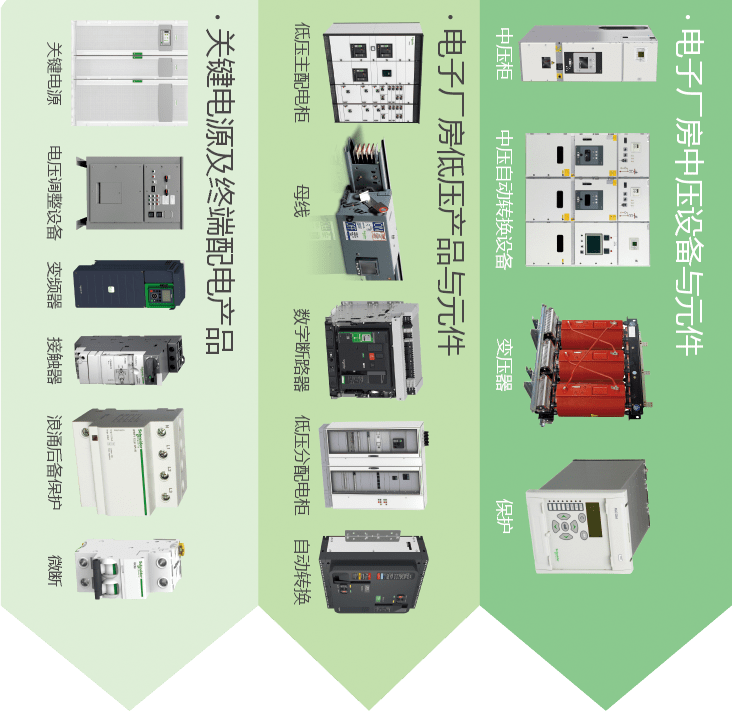 · 电子厂房中压设备与元件
中压柜
中压自动转换设备
变压器
保护
· 电子厂房低压产品与元件
低压主配电柜
母线
数字断路器
低压分配电柜
自动转换
· 关键电源及终端配电产品
关键电源
电压调整设备
变频器
接触器
浪涌后备保护
微断